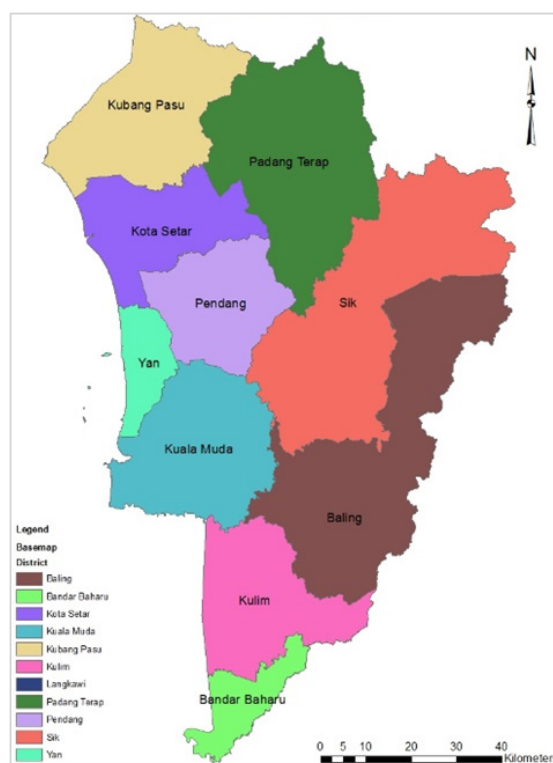 N
Kubang Pasu
Padang Terap
Kota Setar
Pendang
Sik
Yan
Kuala Muda
Baling
Kulim
Bandar Baharu
Legend
Basemap
District
Baling
Bandar Baharu
Kota Setar
Kuala Muda
Kubang Pasu
Kulim
Langkawi
Padang Terap
Pendang
Sik
Yan
0 5 10 20 30 40
Kilometer